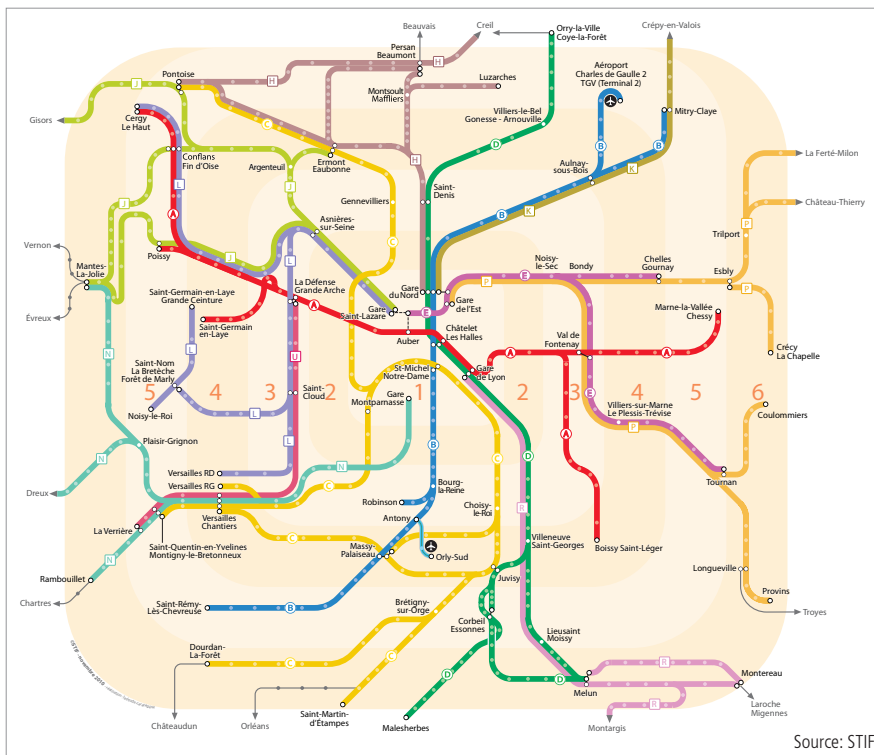 Beauvais
Creil
Orry-la-Ville
Coye-la-Forêt
Crépy-en-Valois
Persan
Beaumont
H
Luzarches
Aéroport
Charles de Gaulle 2
TGV (Terminal 2)
Pontoise
H
J
Montsoult
Maffliers
Villiers-le-Bel
Gonesse - Arnouville
Mitry-Claye
Gisors
Cergy
Le Haut
C
D
B
B
K
La Ferté-Milon
Conflans
Fin d'Oise
Argenteuil
Ermont
Eaubonne
H
Aulnay-
sous-Bois
L
J
J
Saint-
Denis
Château-Thierry
Gennevilliers
A
B
K
P
Asnières-
sur-Seine
Trilport
Vernon
Poissy
J
L
C
Noisy-
le-Sec
Bondy
Chelles
Gournay
Esbly
Mantes-
La-Jolie
La Défense
Grande Arche
Gare
du Nord
E
P
P
Saint-Germain-en-Laye
Grande Ceinture
A
Gare
Saint-Lazare
E
Gare
de l'Est
Marne-la-Vallée
Chessy
Évreux
Saint-Germain
en-Laye
Auber
Châtelet
Les Halles
Val de
Fontenay
Crécy
La Chapelle
N
L
U
A
A
Saint-Nom
La Bretèche
Forêt de Marly
St-Michel
Notre-Dame
Gare
de Lyon
5 4 3 2 1 2 3 4 5 6
Saint-
Cloud
Gare
Montparnasse
E
Villiers-sur-Marne
Le Plessis-Trévise
Coulommiers
Noisy-le-Roi
L
P
Plaisir-Grignon
L
B
A
N
N
C
D
Versailles RD
Tournan
Dreux
Versailles RG
C
Bourg-
la-Reine
Robinson
Choisy-
le-Roi
R
La Verrière
Versailles
Chantiers
Antony
Saint-Quentin-en-Yvelines
Montigny-le-Bretonneux
C
Massy-
Palaiseau
Orly-Sud
Villeneuve
Saint-Georges
Boissy Saint-Léger
N
Rambouillet
Juvisy
Longueville
Chartres
Saint-Rémy-
Lès-Chevreuse
B
Brétigny-
sur-Orge
Provins
Corbeil
Essonnes
Troyes
Dourdan-
La-Forêt
C
C
Lieusaint
Moissy
D
D
R
Montereau
Melun
R
Châteaudun
Orléans
Saint-Martin-
d'Étampes
Malesherbes
Montargis
Laroche
Migennes
Source: STIF